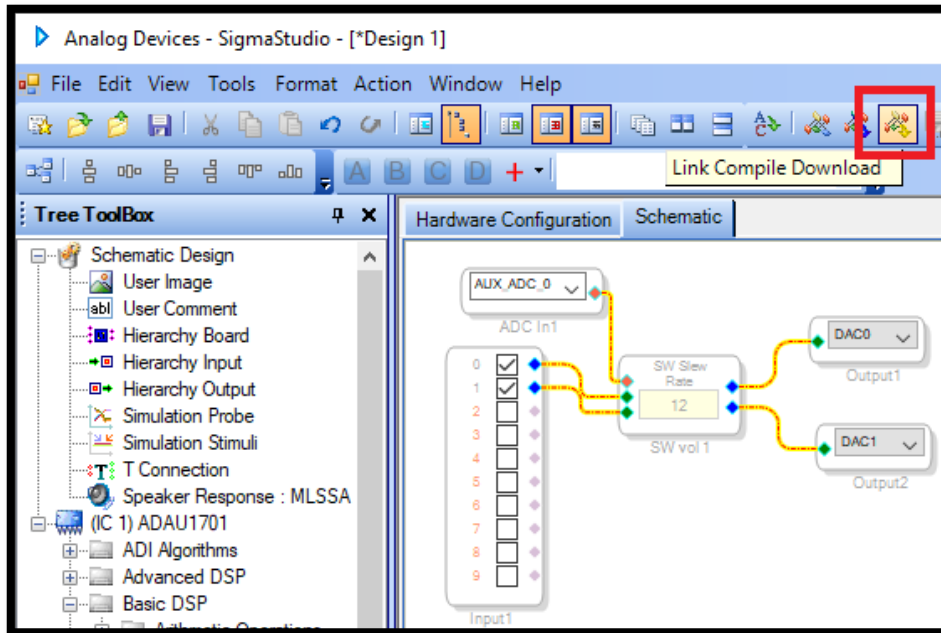 Analog Devices - SigmaStudio - [*Design 1]
File Edit View Tools Format Action Window Help
A B C D
Link Compile Download
Tree ToolBox
Schematic Design
User Image
abl User Comment
Hierarchy Board
Hierarchy Input
Hierarchy Output
Simulation Probe
Simulation Stimuli
T T Connection
Speaker Response : MLSSA
(IC 1) ADAU1701
ADI Algorithms
Advanced DSP
Basic DSP
Arithmetic Operations
Hardware Configuration Schematic
AUX_ADC_0
ADC In1
0
1
2
3
4
5
6
7
8
9
Input1
SW Slew
Rate
12
SW vol 1
DAC0
Output1
DAC1
Output2